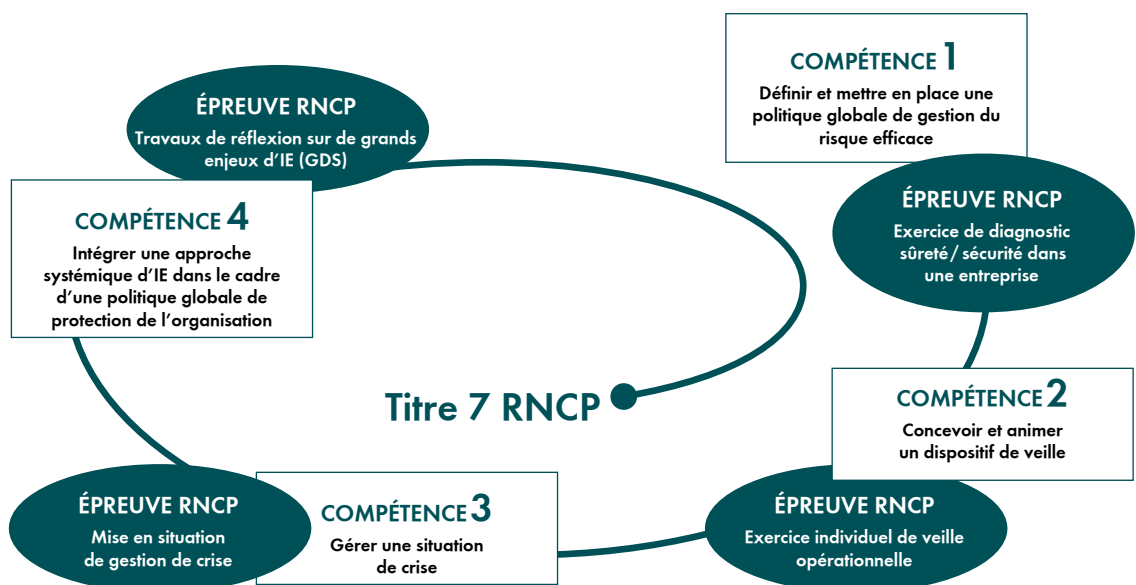 COMPÉTENCE 1
Définir et mettre en place une
politique globale de gestion du
risque efficace
ÉPREUVE RNCP
Exercice de diagnostic
sûreté / sécurité dans
une entreprise
COMPÉTENCE 2
Concevoir et animer
un dispositif de veille
ÉPREUVE RNCP
Exercice individuel de veille
opérationnelle
COMPÉTENCE 3
Gérer une situation
de crise
ÉPREUVE RNCP
Mise en situation
de gestion de crise
COMPÉTENCE 4
Intégrer une approche
systémique d’IE dans le cadre
d’une politique globale de
protection de l’organisation
ÉPREUVE RNCP
Travaux de réflexion sur de grands
enjeux d’IE (GDS)
Titre 7 RNCP